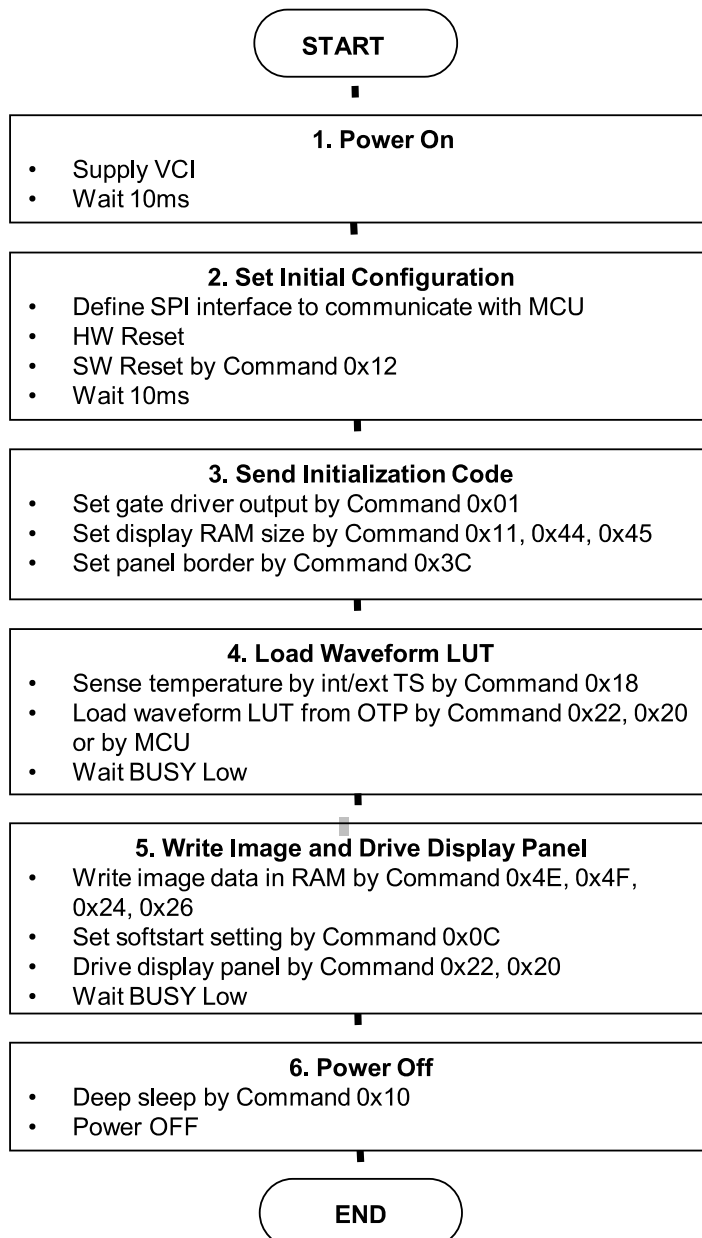 START
1. Power On
• Supply VCI
• Wait 10ms
2. Set Initial Configuration
• Define SPI interface to communicate with MCU
• HW Reset
• SW Reset by Command 0x12
• Wait 10ms
3. Send Initialization Code
• Set gate driver output by Command 0x01
• Set display RAM size by Command 0x11, 0x44, 0x45
• Set panel border by Command 0x3C
4. Load Waveform LUT
• Sense temperature by int/ext TS by Command 0x18
• Load waveform LUT from OTP by Command 0x22, 0x20
or by MCU
• Wait BUSY Low
5. Write Image and Drive Display Panel
• Write image data in RAM by Command 0x4E, 0x4F,
0x24, 0x26
• Set softstart setting by Command 0x0C
• Drive display panel by Command 0x22, 0x20
• Wait BUSY Low
6. Power Off
• Deep sleep by Command 0x10
• Power OFF
END